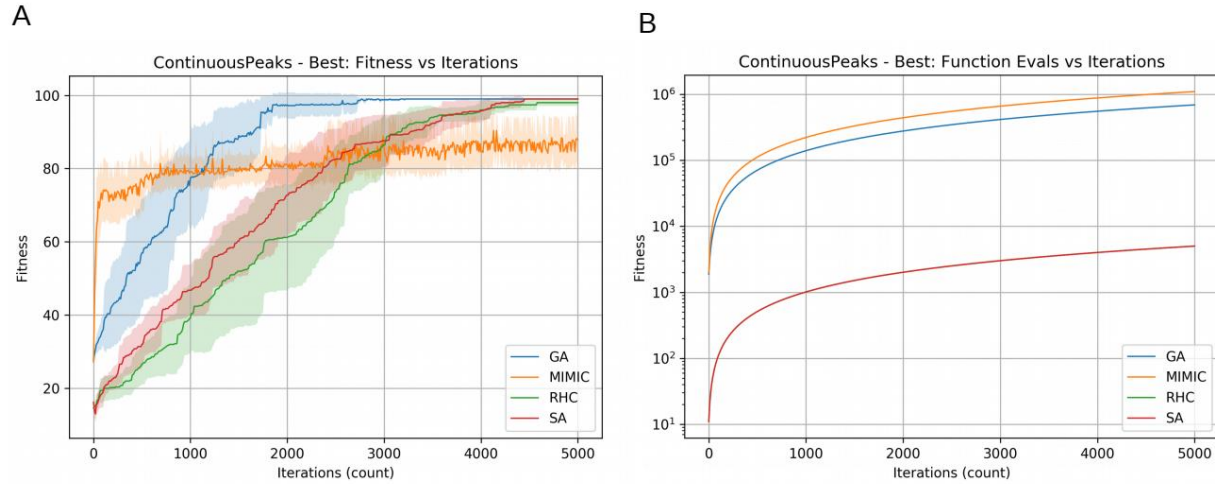 A
ContinuousPeaks - Best: Fitness vs Iterations
100
80
60
40
20
Fitness
0 1000 2000 3000 4000 5000
Iterations (count)
GA
MIMIC
RHC
SA
B
ContinuousPeaks - Best: Function Evals vs Iterations
10⁶
10⁵
10⁴
10³
10²
10¹
Fitness
0 1000 2000 3000 4000 5000
Iterations (count)
GA
MIMIC
RHC
SA